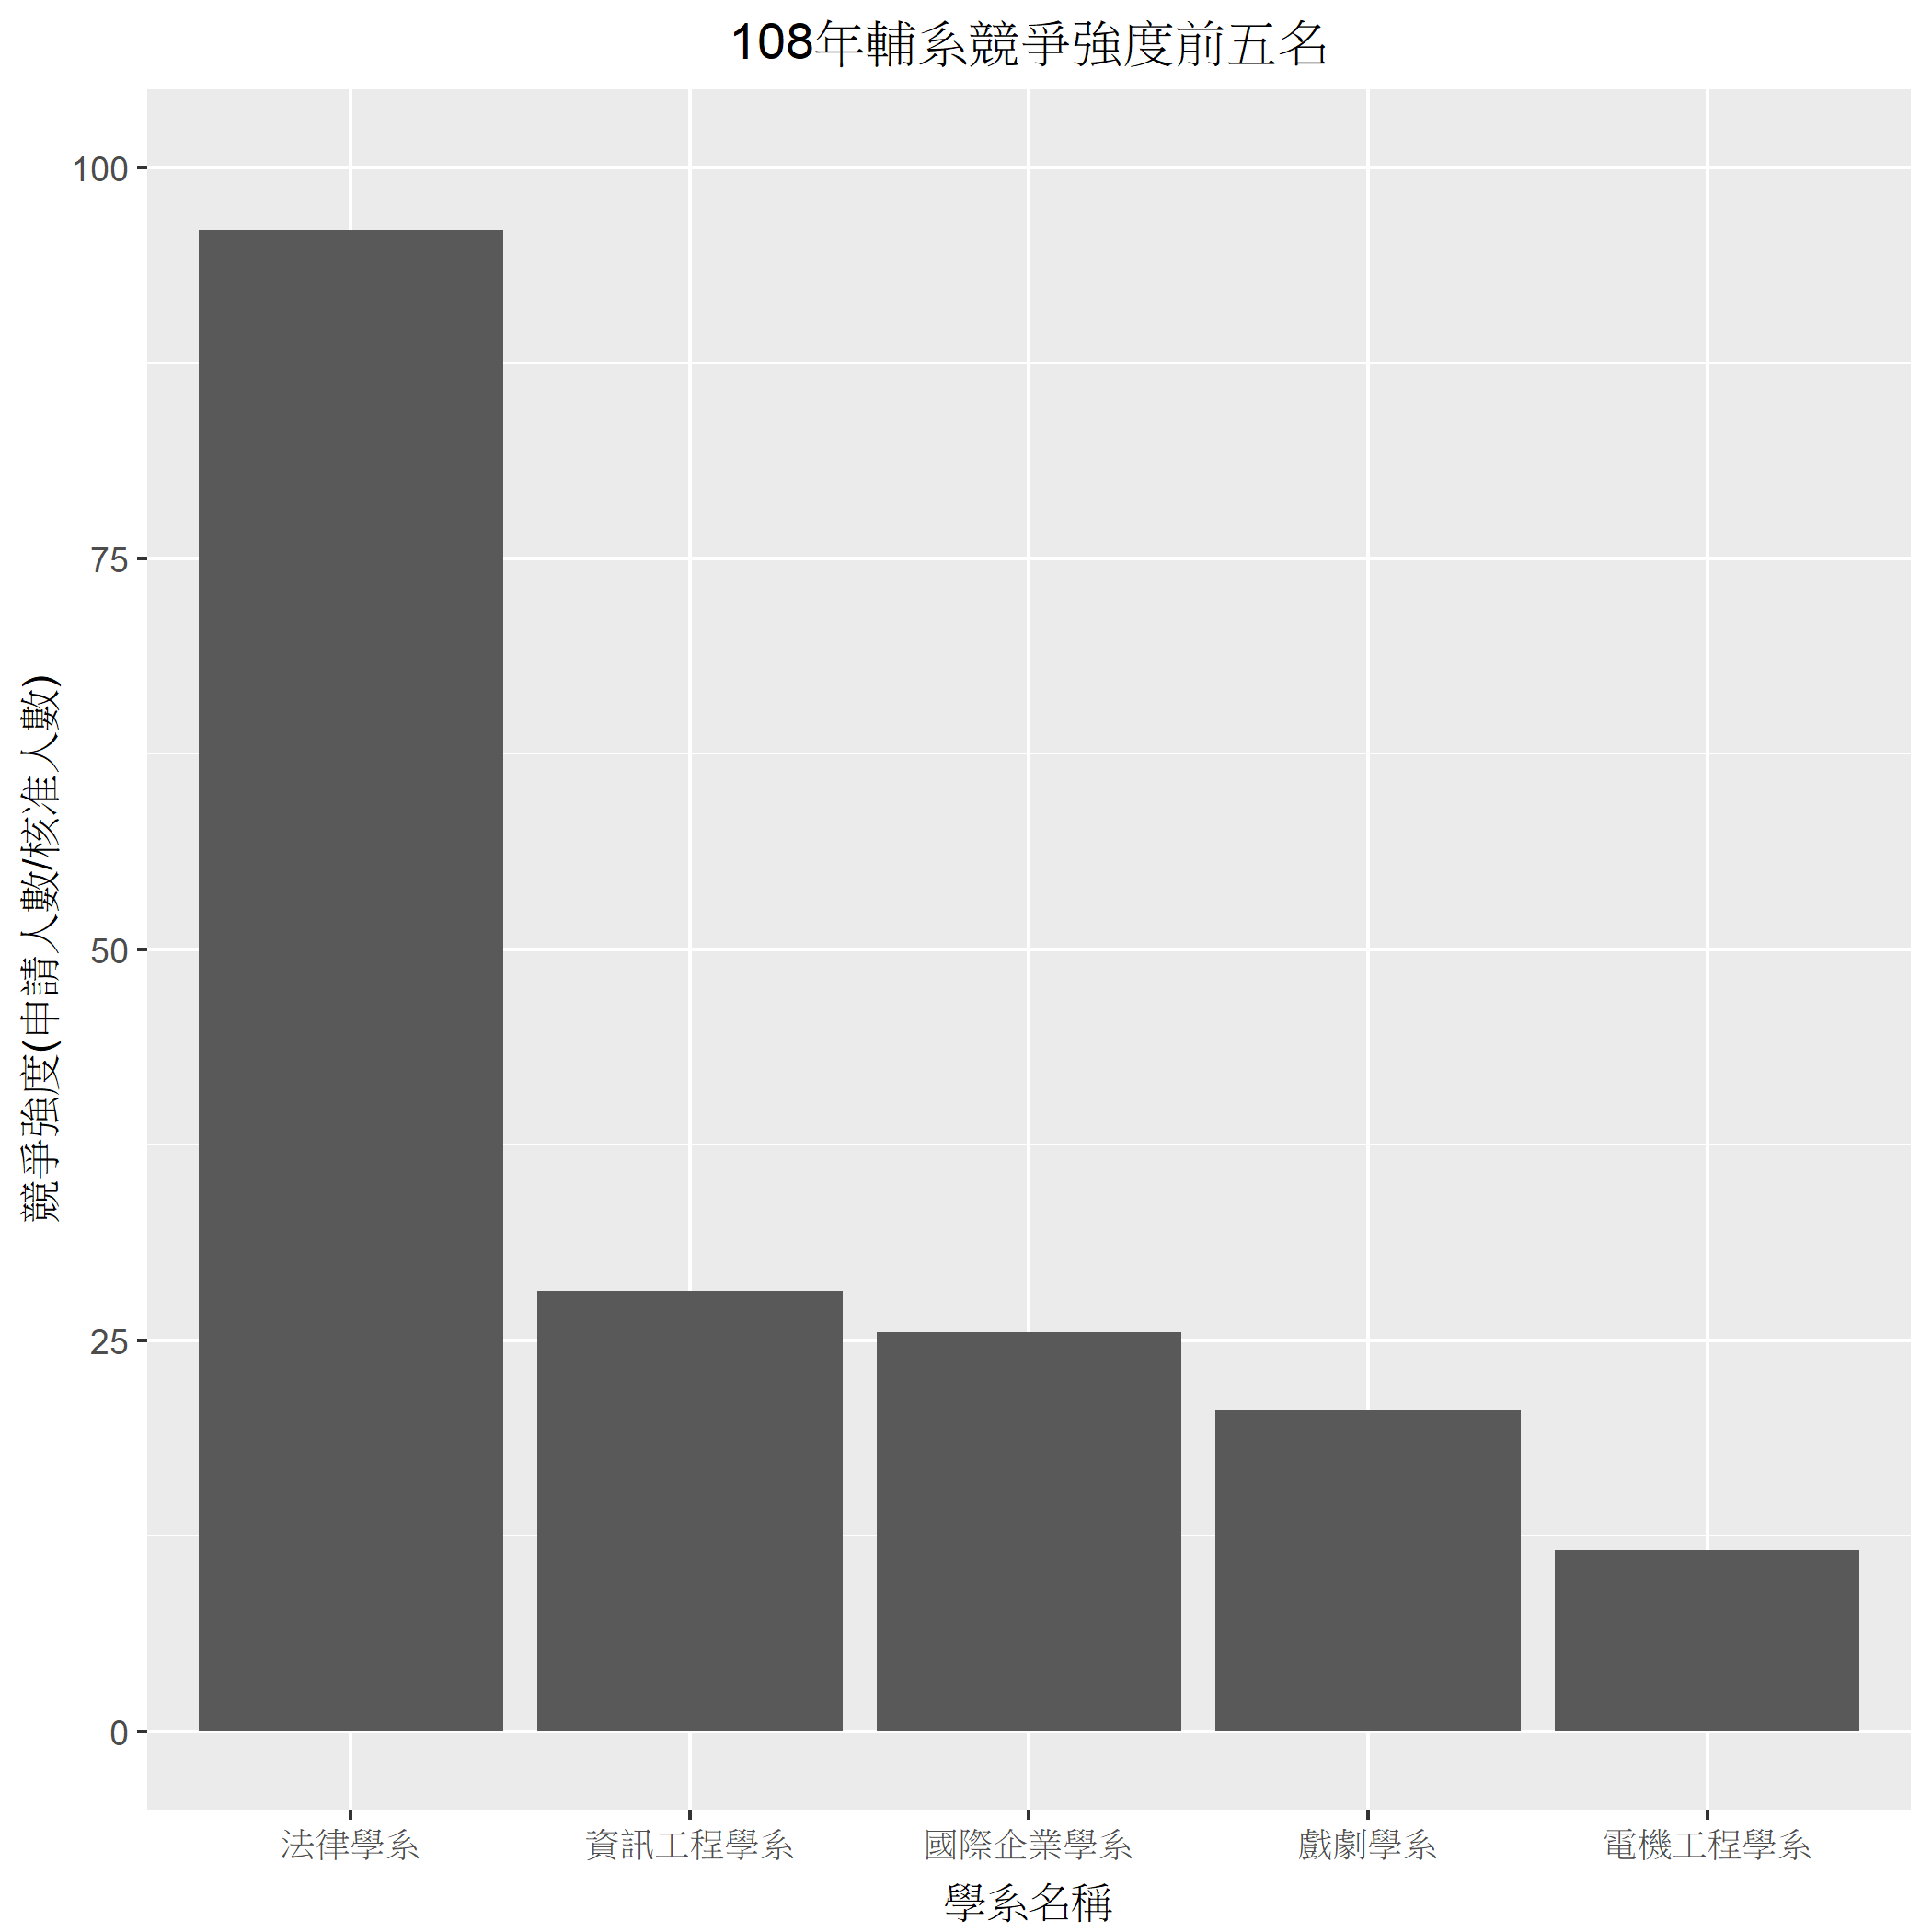 108年輔系競爭強度前五名
競爭強度(申請人數/核准人數)
100
75
50
25
0
法律學系 資訊工程學系 國際企業學系 戲劇學系 電機工程學系
學系名稱